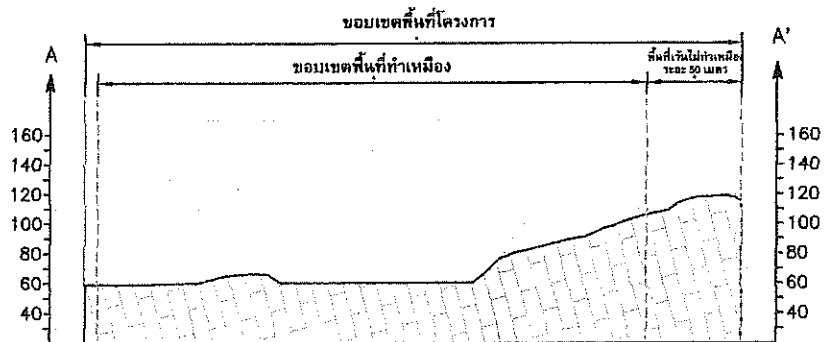 ขอบเขตพื้นที่โครงการ
A
A'
ขอบเขตพื้นที่ทำเหมือง
พื้นที่เว้นไม่ทำเหมือง
ระยะ 50 เมตร
160
160
140
140
120
120
100
100
80
80
60
60
40
40